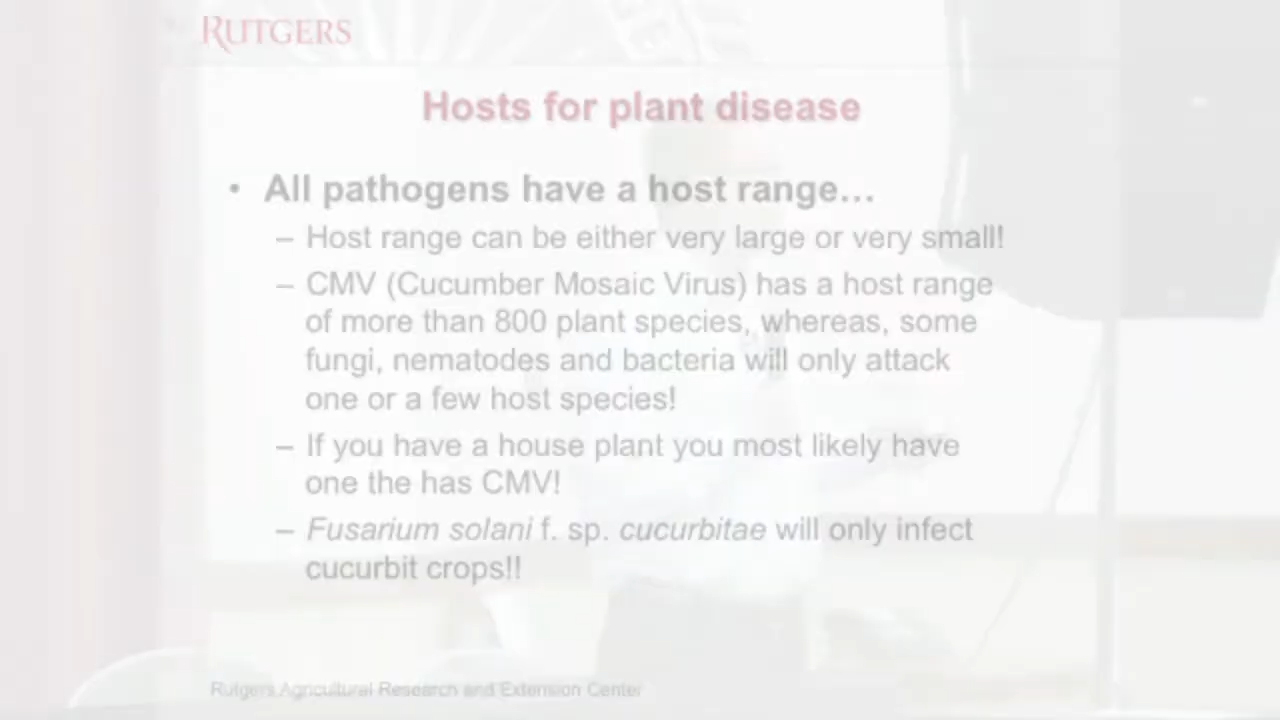 RUTGERS
Hosts for plant disease
• All pathogens have a host range…
– Host range can be either very large or very small!
– CMV (Cucumber Mosaic Virus) has a host range
of more than 800 plant species, whereas, some
fungi, nematodes and bacteria will only attack
one or a few host species!
– If you have a house plant you most likely have
one the has CMV!
– Fusarium solani f. sp. cucurbitae will only infect
cucurbit crops!!
Rutgers Agricultural Research and Extension Center